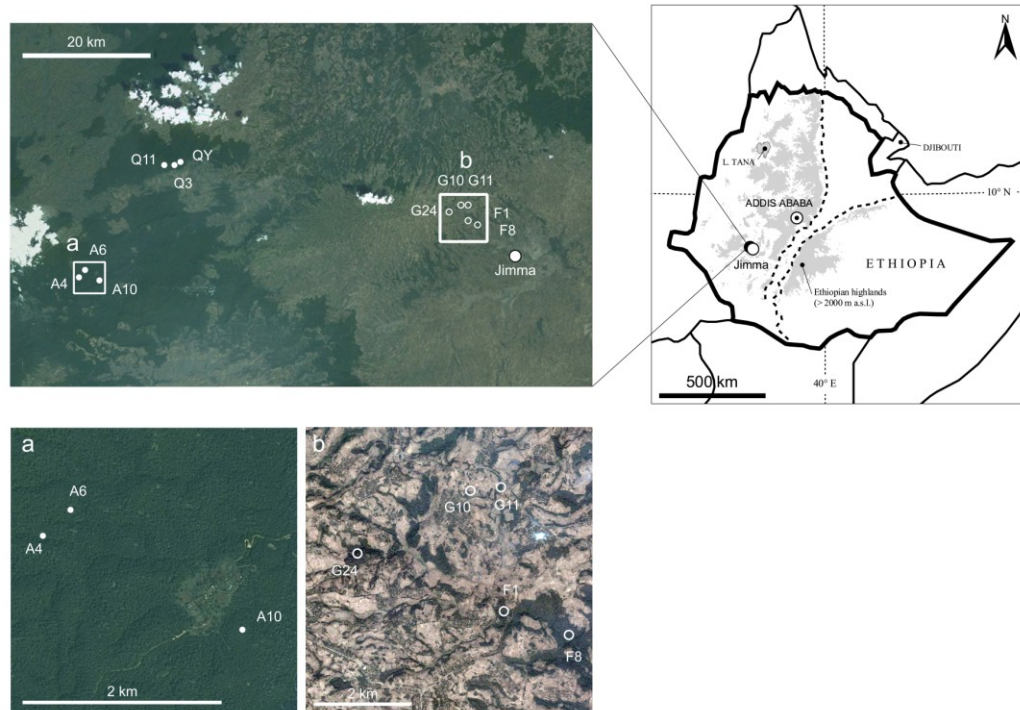 20 km
Q11
QY
Q3
b
G10 G11
G24
F1
F8
Jimma
a
A6
A4
A10
N
L. TANA
DJIBOUTI
10° N
ADDIS ABABA
Jimma
ETHIOPIA
Ethiopian highlands
(> 2000 m a.s.l.)
500 km
40° E
a
A6
A4
A10
2 km
b
G10
G11
G24
F1
F8
2 km